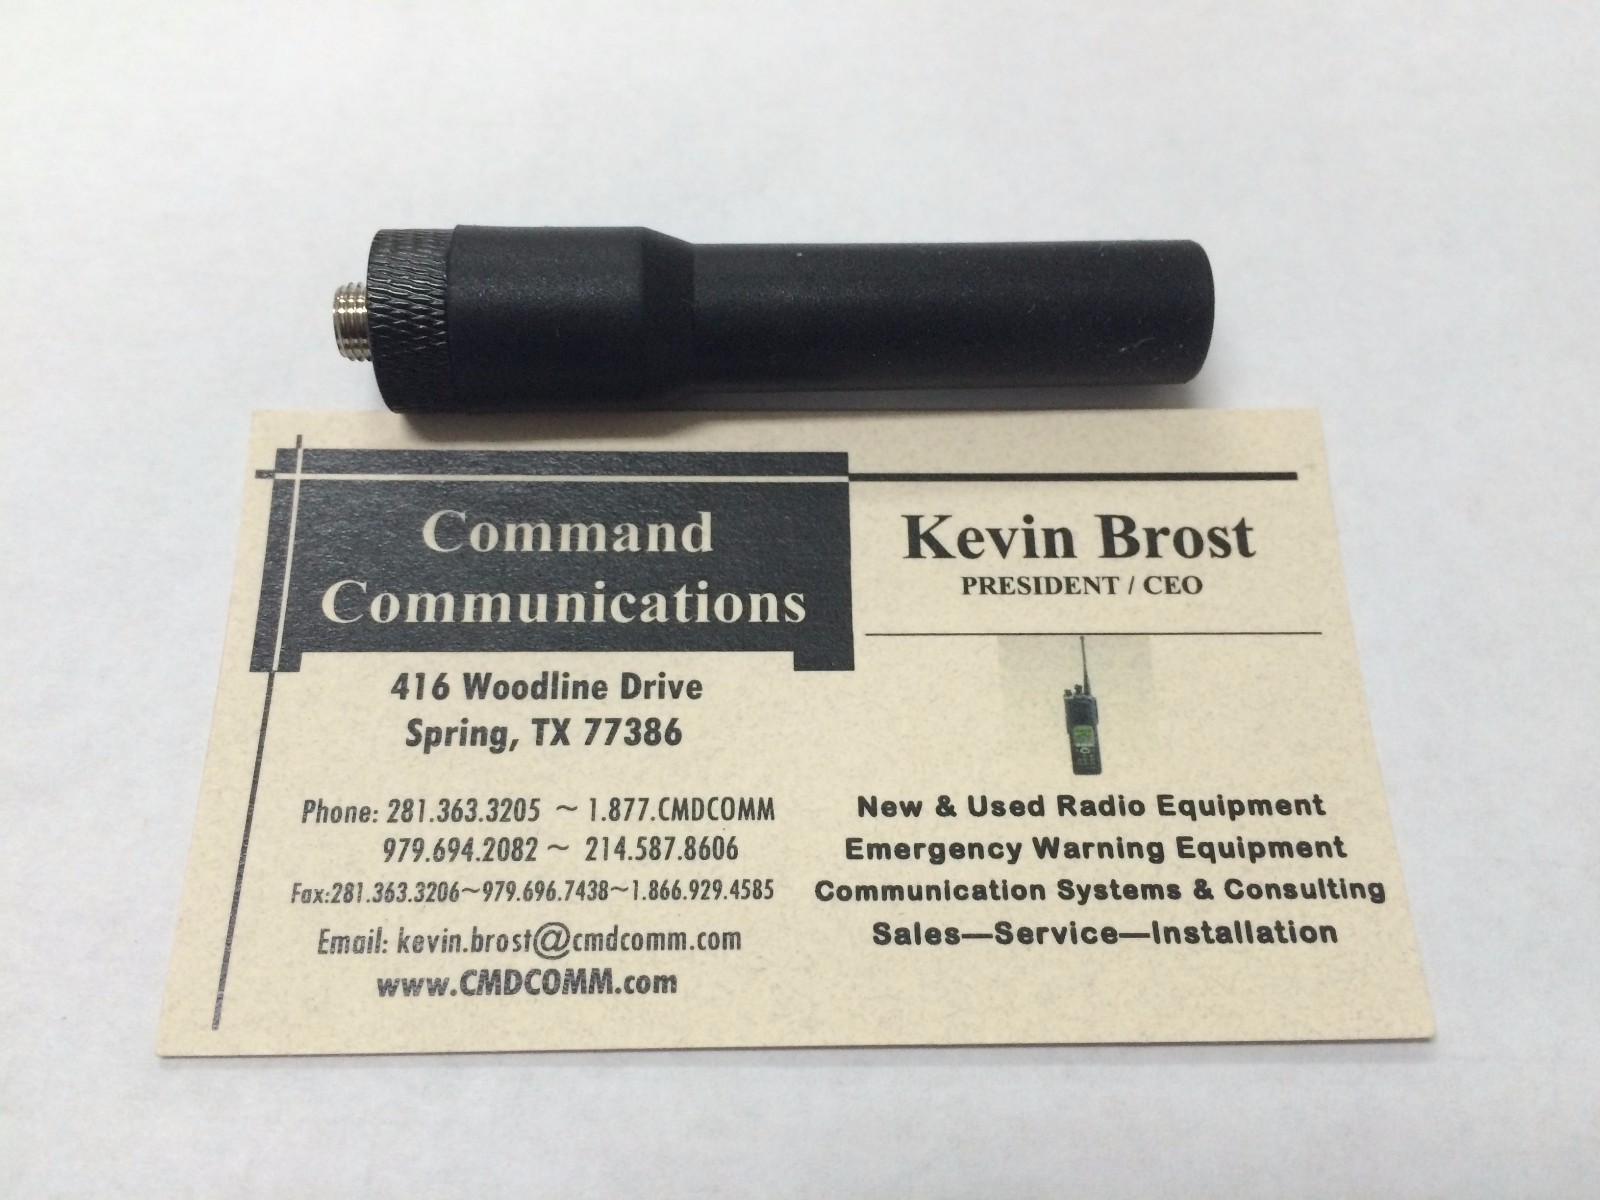 Command
Communications
416 Woodline Drive
Spring, TX 77386
Phone: 281.363.3205 ~ 1.877.CMDCOMM
979.694.2082 ~ 214.587.8606
Fax:281.363.3206~979.696.7438~1.866.929.4585
Email: kevin.brost@cmdcomm.com
www.CMDCOMM.com
Kevin Brost
PRESIDENT / CEO
New & Used Radio Equipment
Emergency Warning Equipment
Communication Systems & Consulting
Sales—Service—Installation